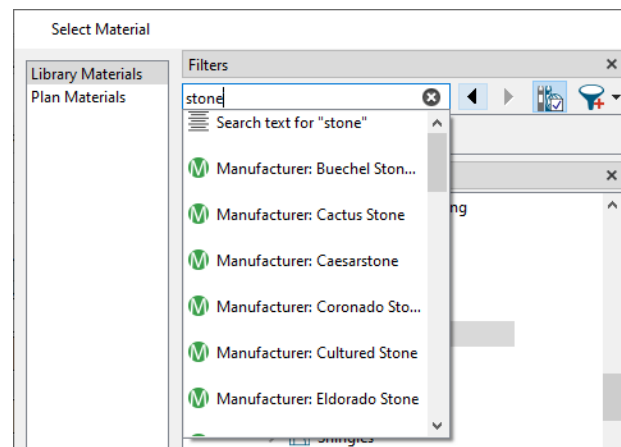 Select Material
Library Materials
Plan Materials
Filters
stone
Search text for "stone"
Manufacturer: Buechel Ston...
Manufacturer: Cactus Stone
Manufacturer: Caesarstone
Manufacturer: Coronado Sto...
Manufacturer: Cultured Stone
Manufacturer: Eldorado Stone
ng
Shingles